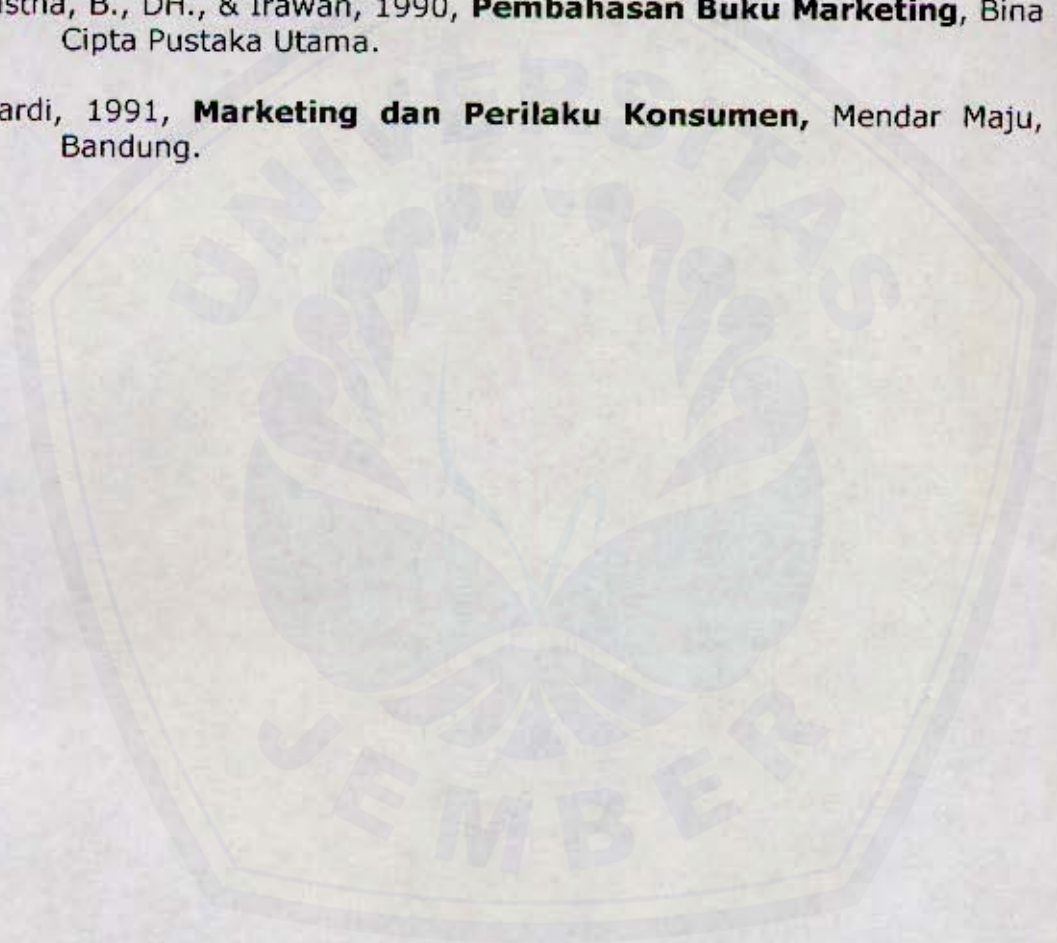 astha, B., DH., & Irawan, 1990, Pembahasan Buku Marketing, Bina
Cipta Pustaka Utama.
ardi, 1991, Marketing dan Perilaku Konsumen, Mendar Maju,
Bandung.
UNIVERSITAS
JEMBER